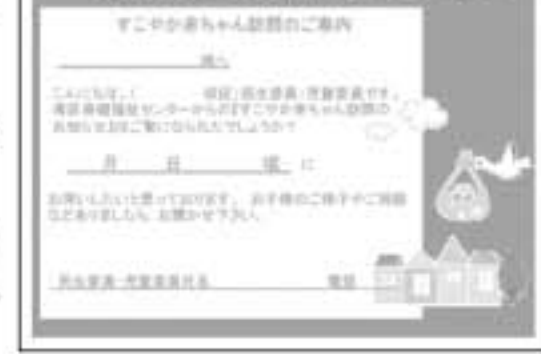 すこやか赤ちゃん訪問のご案内
様へ
こんにちは。( 地区)民生委員・児童委員です。
南区保健福祉センターからの『すこやか赤ちゃん訪問の
お知らせ』はご覧になられたでしょうか?
月 日 頃 に
お伺いしたいと思っております。お子様のご様子やご相談
などありましたら、お聞かせ下さい。
民生委員・児童委員氏名 電話